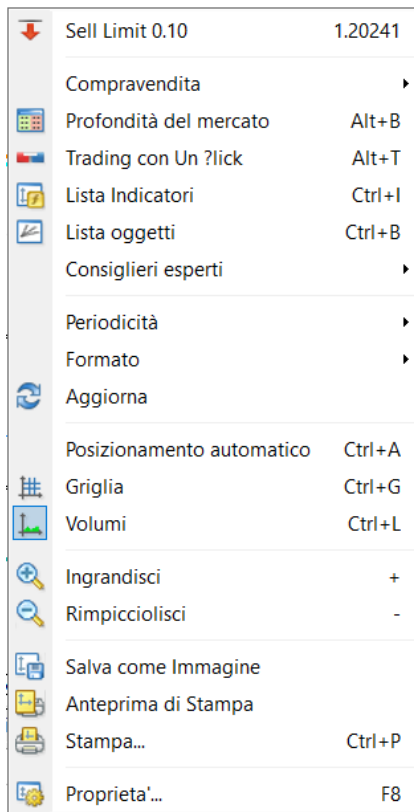 Sell Limit 0.10 1.20241
Compravendita
Profondità del mercato Alt+B
Trading con Un ?lick Alt+T
Lista Indicatori Ctrl+I
Lista oggetti Ctrl+B
Consiglieri esperti
Periodicità
Formato
Aggiorna
Posizionamento automatico Ctrl+A
Griglia Ctrl+G
Volumi Ctrl+L
Ingrandisci +
Rimpicciolisci -
Salva come Immagine
Anteprima di Stampa
Stampa... Ctrl+P
Proprieta'... F8